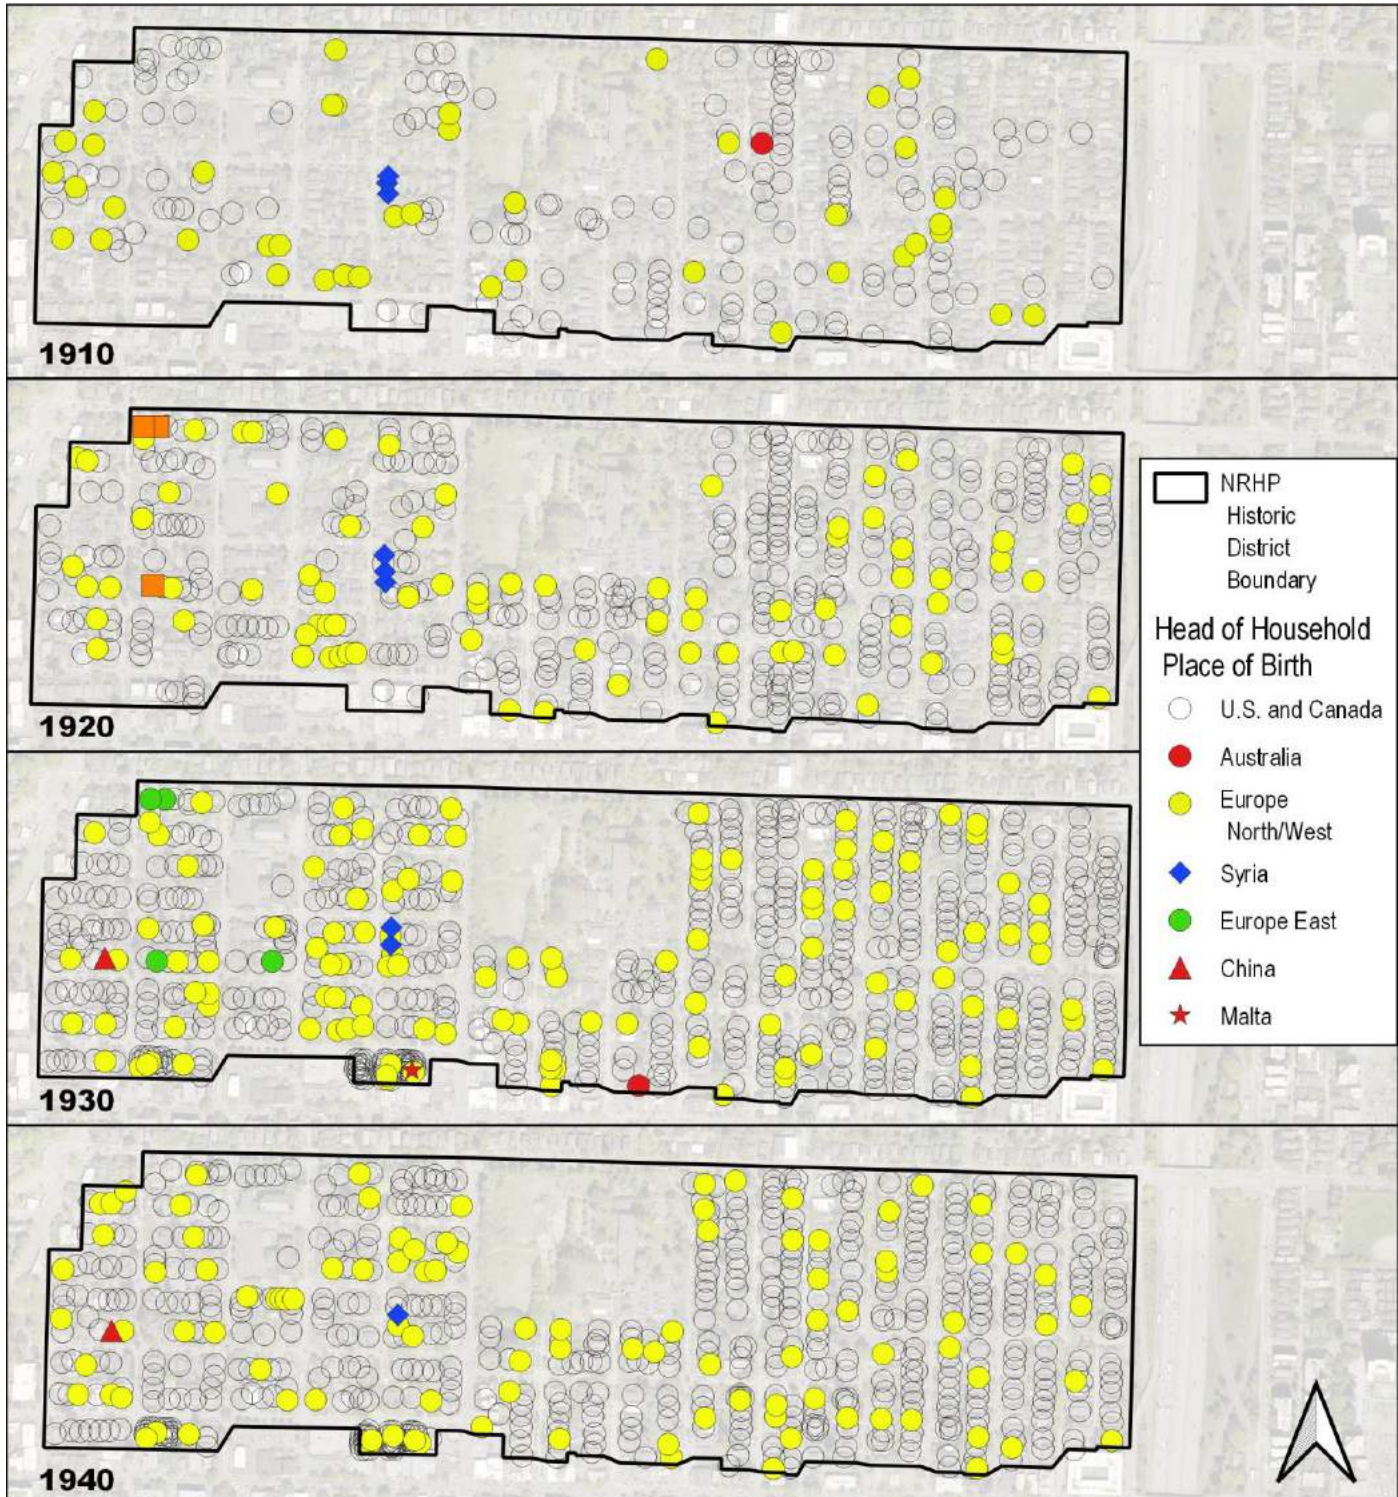 1910
1920
NRHP
Historic
District
Boundary
Head of Household
Place of Birth
U.S. and Canada
Australia
Europe
North/West
Syria
Europe East
China
Malta
1930
1940